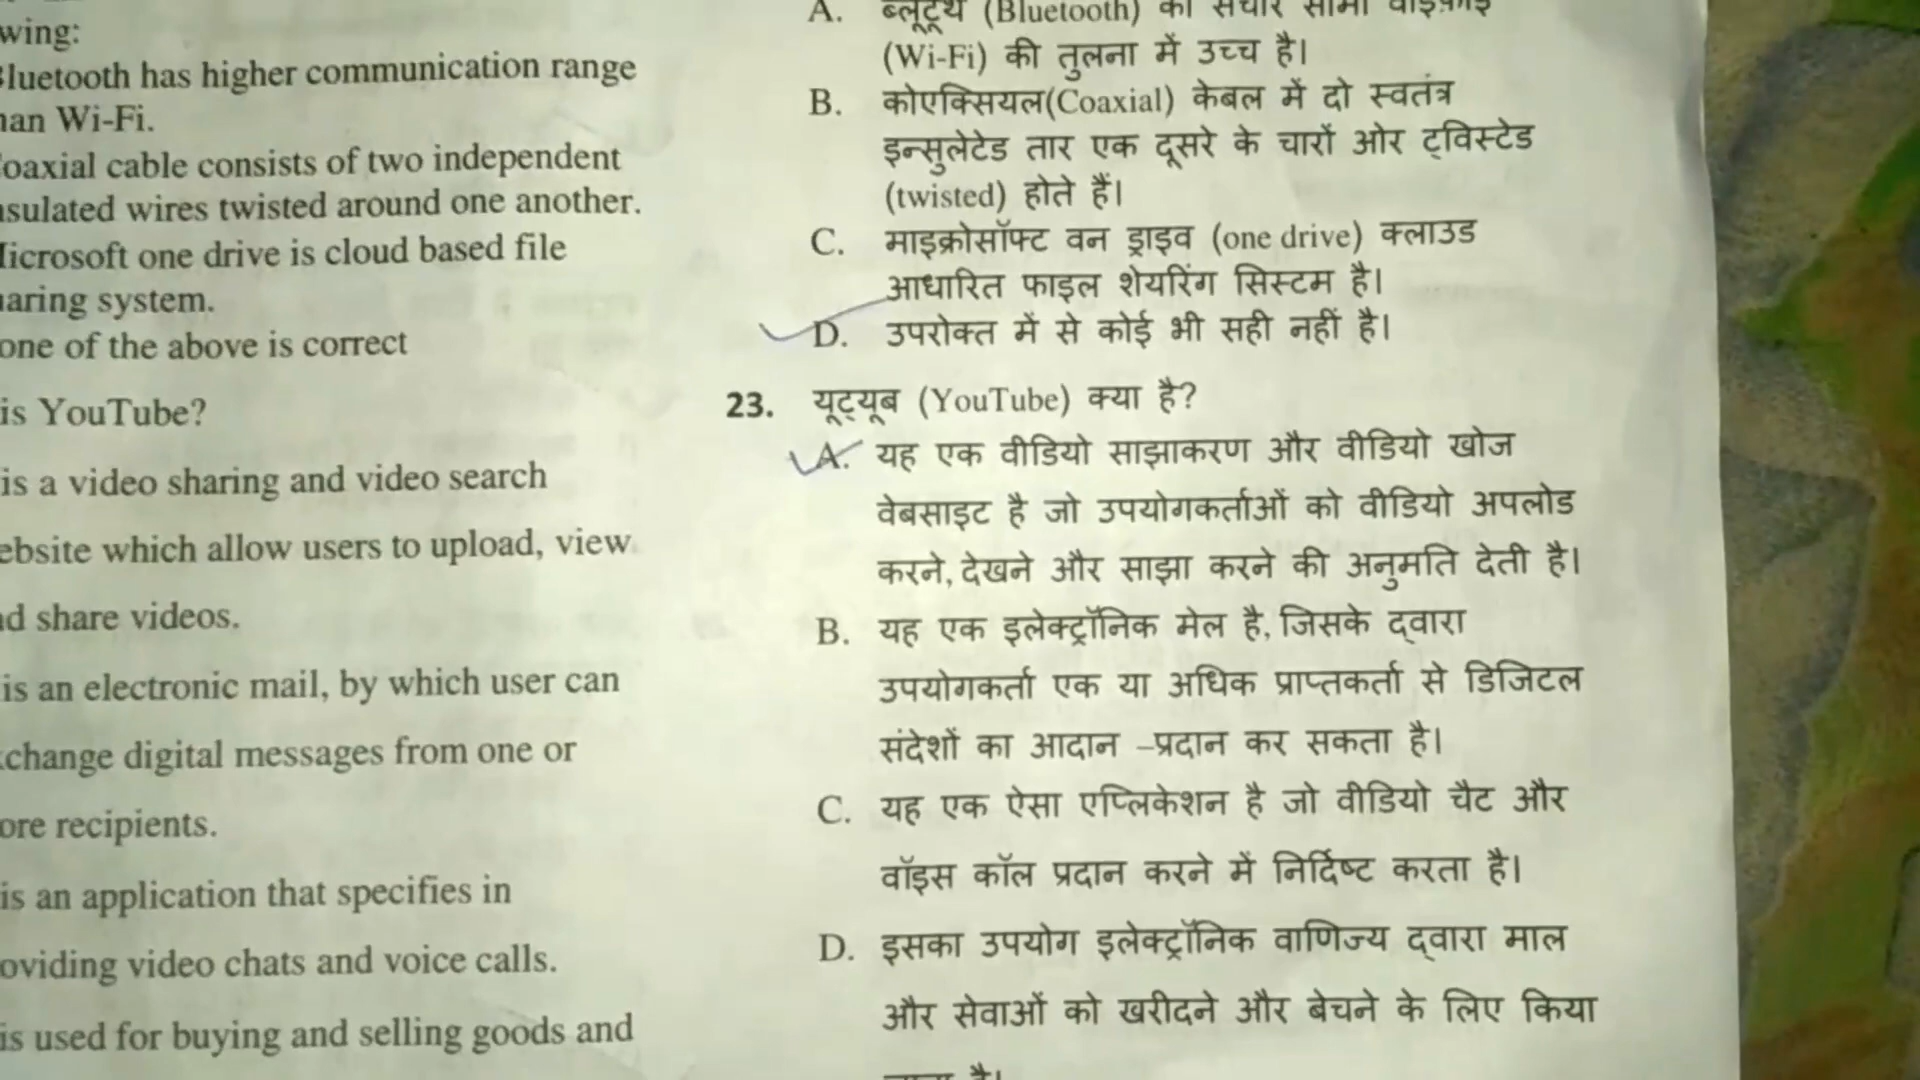 wing:
luetooth has higher communication range
an Wi-Fi.
oaxial cable consists of two independent
sulated wires twisted around one another.
icrosoft one drive is cloud based file
aring system.
one of the above is correct
is YouTube?
is a video sharing and video search
ebsite which allow users to upload, view
d share videos.
is an electronic mail, by which user can
change digital messages from one or
ore recipients.
is an application that specifies in
oviding video chats and voice calls.
is used for buying and selling goods and
A. ब्लूटूथ (Bluetooth) की संचार सीमा वाइफ़ाई
(Wi-Fi) की तुलना में उच्च है।
B. कोएक्सियल(Coaxial) केबल में दो स्वतंत्र
इन्सुलेटेड तार एक दूसरे के चारों ओर ट्विस्टेड
(twisted) होते हैं।
C. माइक्रोसॉफ्ट वन ड्राइव (one drive) क्लाउड
आधारित फाइल शेयरिंग सिस्टम है।
D. उपरोक्त में से कोई भी सही नहीं है।
23. यूट्यूब (YouTube) क्या है?
A. यह एक वीडियो साझाकरण और वीडियो खोज
वेबसाइट है जो उपयोगकर्ताओं को वीडियो अपलोड
करने, देखने और साझा करने की अनुमति देती है।
B. यह एक इलेक्ट्रॉनिक मेल है, जिसके द्वारा
उपयोगकर्ता एक या अधिक प्राप्तकर्ता से डिजिटल
संदेशों का आदान –प्रदान कर सकता है।
C. यह एक ऐसा एप्लिकेशन है जो वीडियो चैट और
वॉइस कॉल प्रदान करने में निर्दिष्ट करता है।
D. इसका उपयोग इलेक्ट्रॉनिक वाणिज्य द्वारा माल
और सेवाओं को खरीदने और बेचने के लिए किया